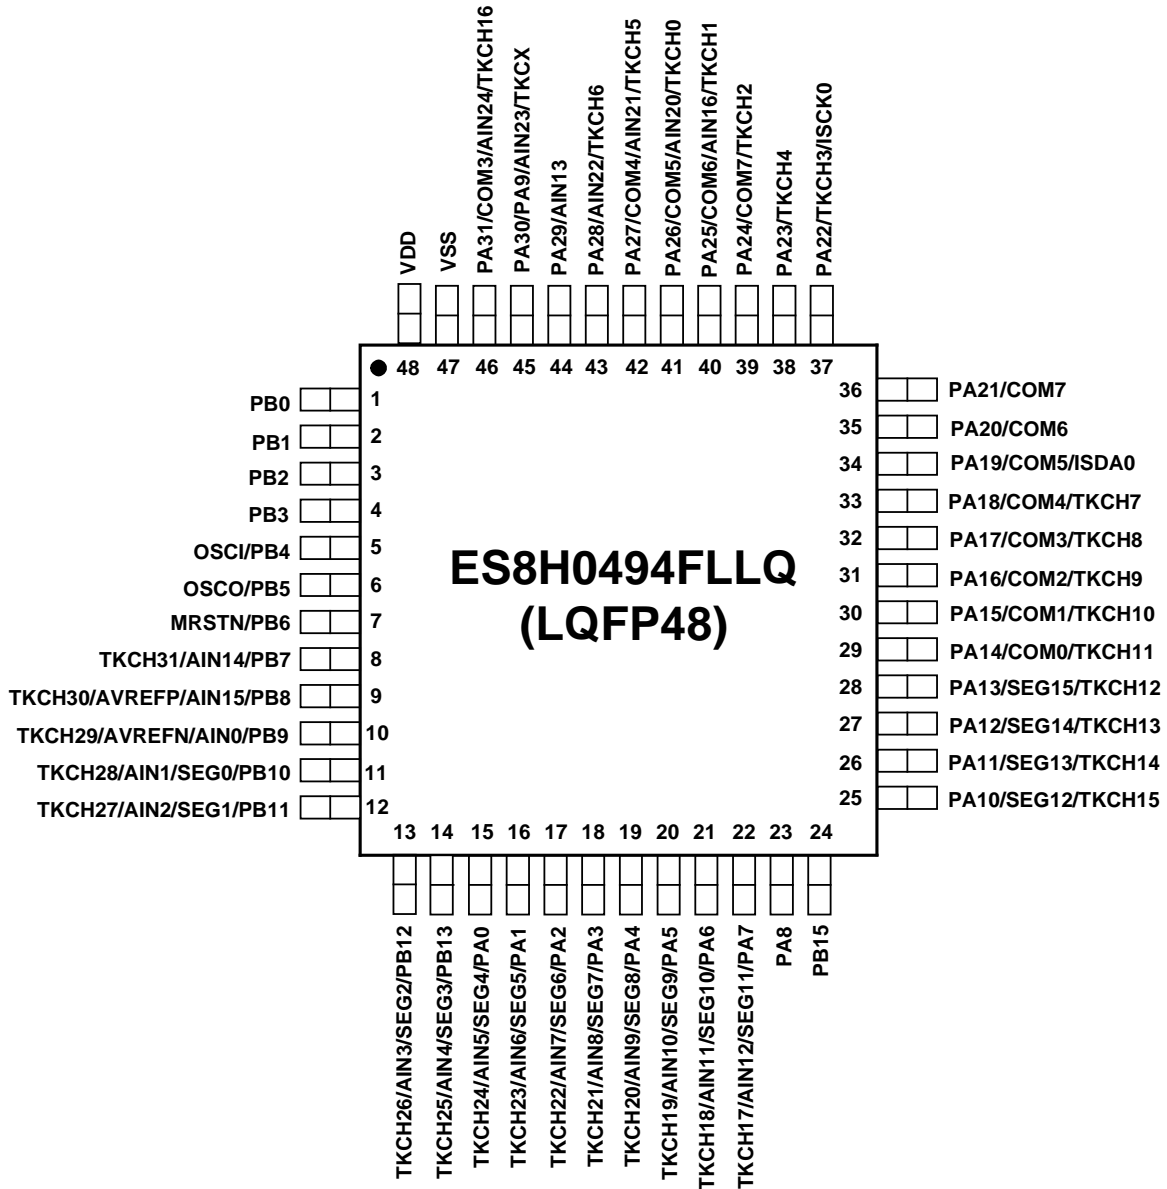 PA31/COM3/AIN24/TKCH16
PA30/PA9/AIN23/TKCX
PA29/AIN13
PA28/AIN22/TKCH6
PA27/COM4/AIN21/TKCH5
PA26/COM5/AIN20/TKCH0
PA25/COM6/AIN16/TKCH1
PA24/COM7/TKCH2
PA23/TKCH4
PA22/TKCH3/ISCK0
VDD
VSS
48 47 46 45 44 43 42 41 40 39 38 37
PB0 1
PB1 2
PB2 3
PB3 4
OSCI/PB4 5
OSCO/PB5 6
MRSTN/PB6 7
TKCH31/AIN14/PB7 8
TKCH30/AVREFP/AIN15/PB8 9
TKCH29/AVREFN/AIN0/PB9 10
TKCH28/AIN1/SEG0/PB10 11
TKCH27/AIN2/SEG1/PB11 12
ES8H0494FLLQ
(LQFP48)
36 PA21/COM7
35 PA20/COM6
34 PA19/COM5/ISDA0
33 PA18/COM4/TKCH7
32 PA17/COM3/TKCH8
31 PA16/COM2/TKCH9
30 PA15/COM1/TKCH10
29 PA14/COM0/TKCH11
28 PA13/SEG15/TKCH12
27 PA12/SEG14/TKCH13
26 PA11/SEG13/TKCH14
25 PA10/SEG12/TKCH15
13 14 15 16 17 18 19 20 21 22 23 24
TKCH26/AIN3/SEG2/PB12
TKCH25/AIN4/SEG3/PB13
TKCH24/AIN5/SEG4/PA0
TKCH23/AIN6/SEG5/PA1
TKCH22/AIN7/SEG6/PA2
TKCH21/AIN8/SEG7/PA3
TKCH20/AIN9/SEG8/PA4
TKCH19/AIN10/SEG9/PA5
TKCH18/AIN11/SEG10/PA6
TKCH17/AIN12/SEG11/PA7
PA8
PB15